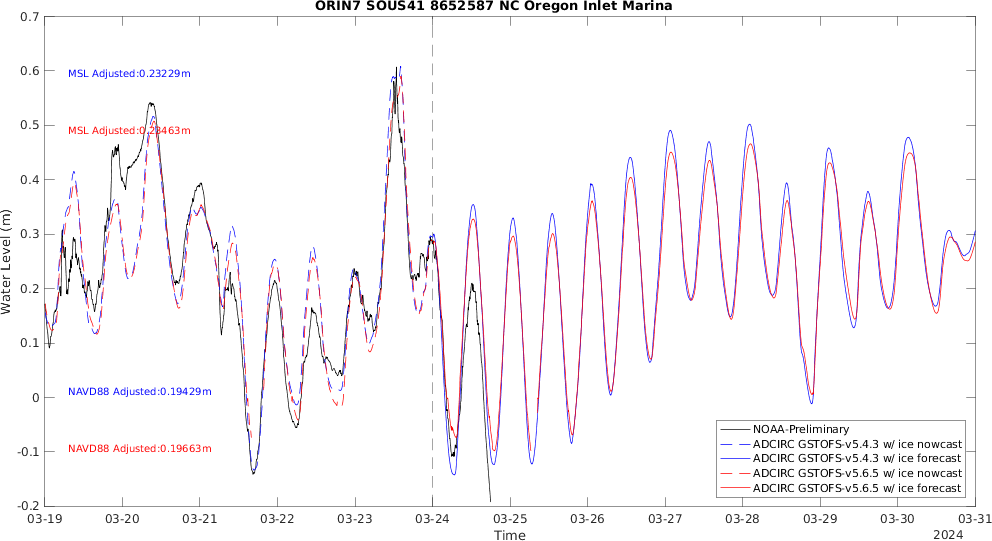 ORIN7 SOUS41 8652587 NC Oregon Inlet Marina
0.7
0.6
0.5
0.4
0.3
0.2
0.1
0
-0.1
-0.2
Water Level (m)
MSL Adjusted:0.23229m
MSL Adjusted:0.23463m
NAVD88 Adjusted:0.19429m
NAVD88 Adjusted:0.19663m
NOAA-Preliminary
ADCIRC GSTOFS-v5.4.3 w/ ice nowcast
ADCIRC GSTOFS-v5.4.3 w/ ice forecast
ADCIRC GSTOFS-v5.6.5 w/ ice nowcast
ADCIRC GSTOFS-v5.6.5 w/ ice forecast
03-19 03-20 03-21 03-22 03-23 03-24 03-25 03-26 03-27 03-28 03-29 03-30 03-31
Time
2024